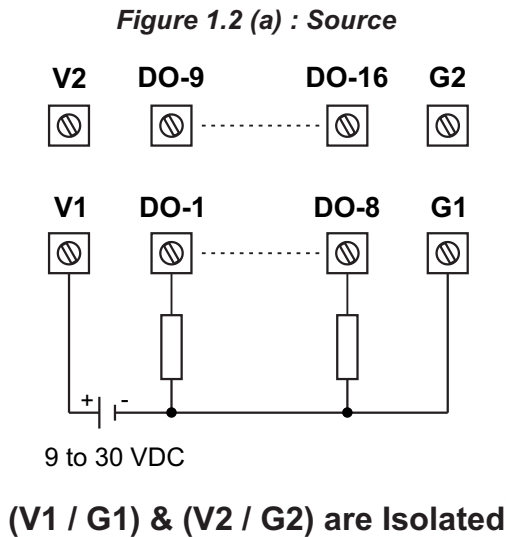 Figure 1.2 (a) : Source
V2 DO-9 DO-16 G2
V1 DO-1 DO-8 G1
+ -
9 to 30 VDC
(V1 / G1) & (V2 / G2) are Isolated